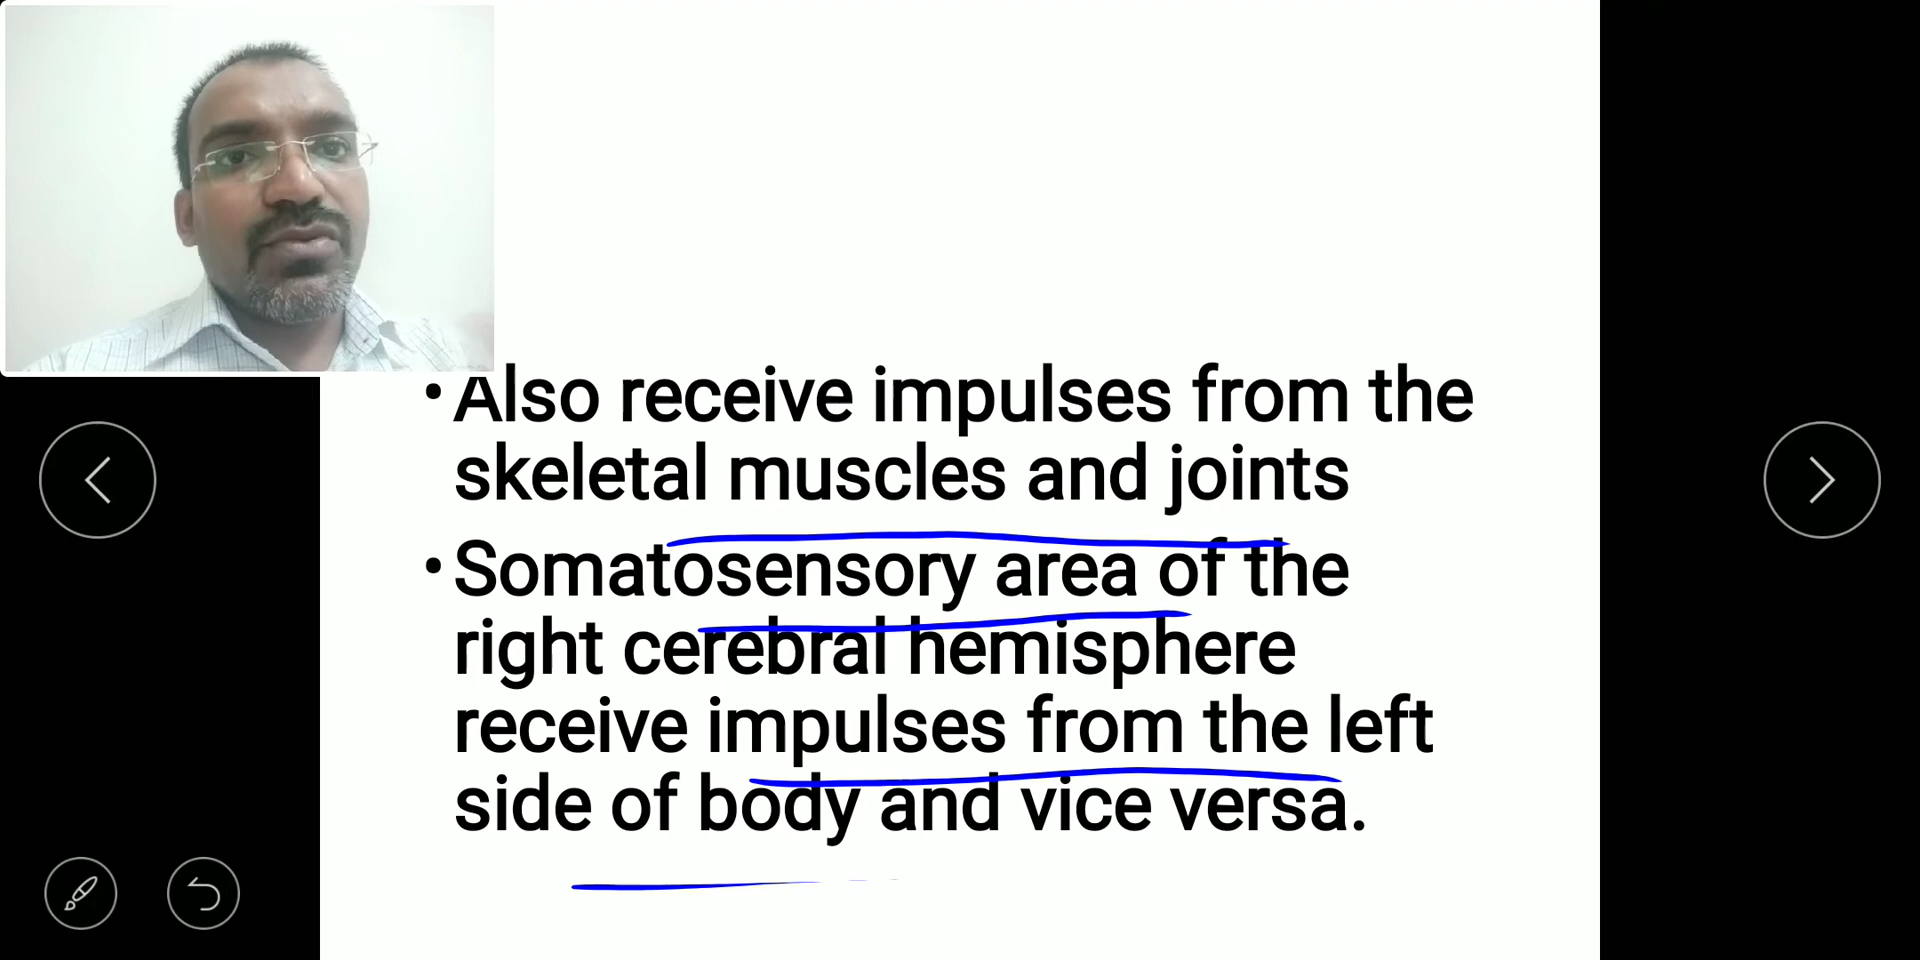 • Also receive impulses from the
skeletal muscles and joints
• Somatosensory area of the
right cerebral hemisphere
receive impulses from the left
side of body and vice versa.